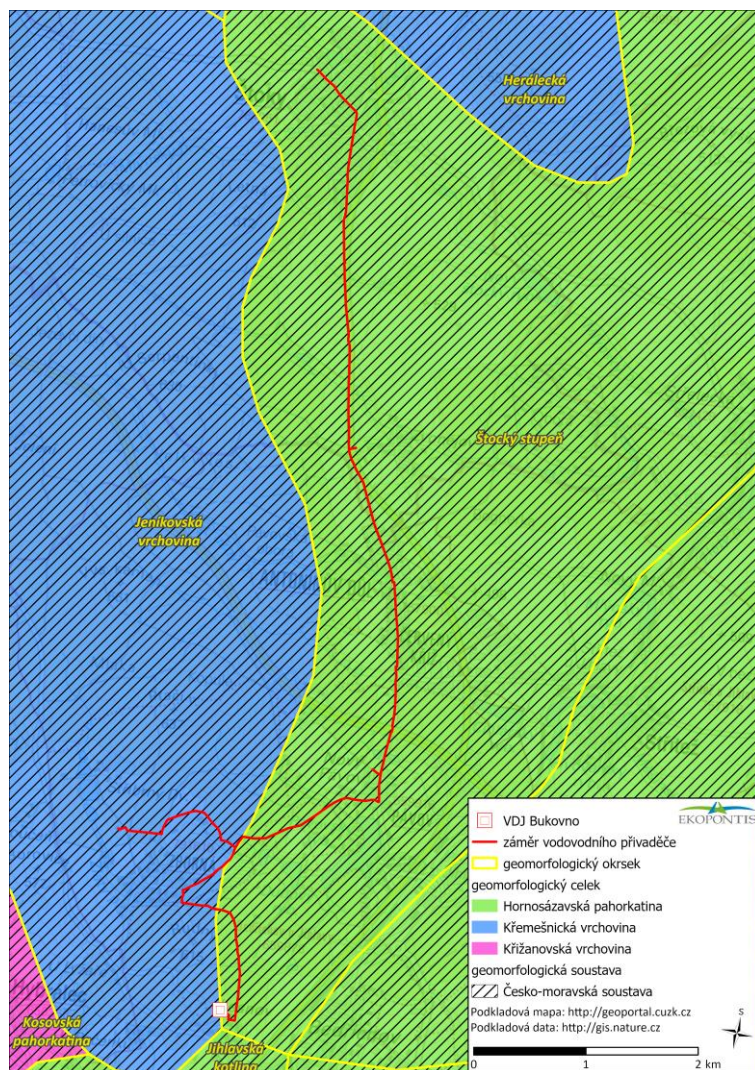 Herálecká
vrchovina
Štocký stupeň
Jeníkovská
vrchovina
Kosovská
pahorkatina
Jihlavská
kotlina
EKOPONTIS
VDJ Bukovno
záměr vodovodního přivaděče
geomorfologický okrsek
geomorfologický celek
Hornosázavská pahorkatina
Křemešnická vrchovina
Křižanovská vrchovina
geomorfologická soustava
Česko-moravská soustava
Podkladová mapa: http://geoportal.cuzk.cz
Podkladová data: http://gis.nature.cz
S
0 1 2 km